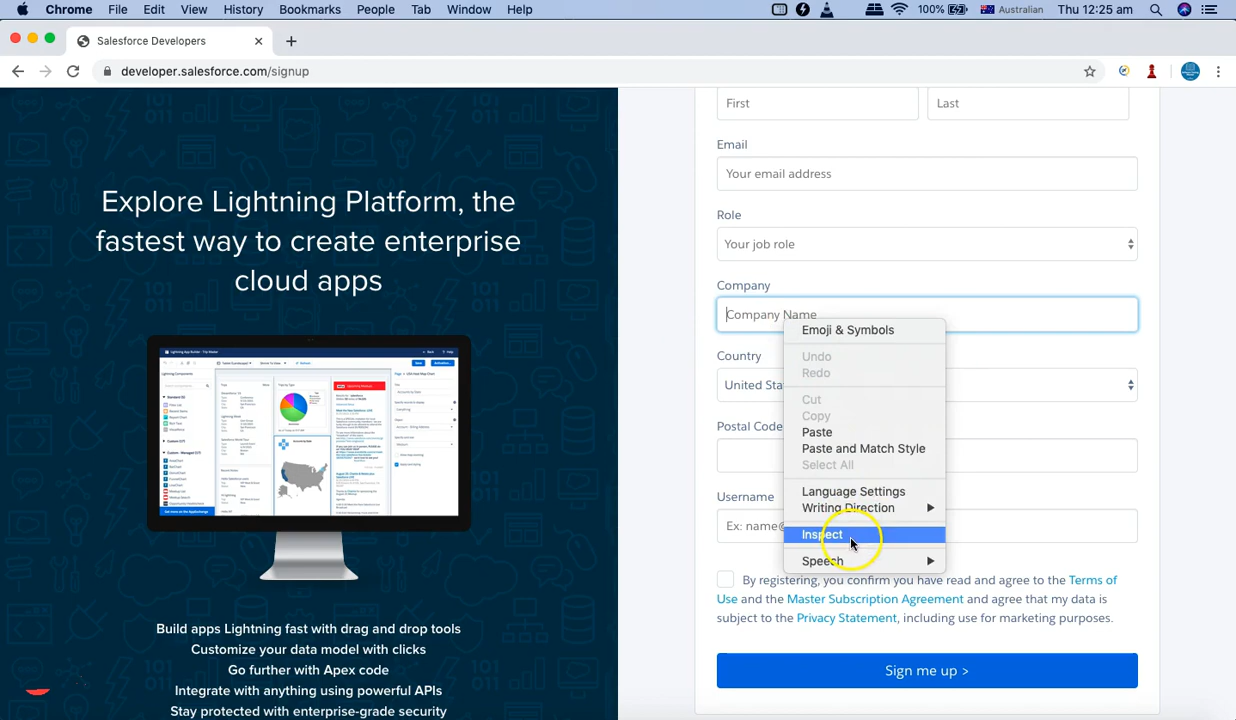 Chrome File Edit View History Bookmarks People Tab Window Help 100% Australian Thu 12:25 am
Salesforce Developers
developer.salesforce.com/signup
Explore Lightning Platform, the
fastest way to create enterprise
cloud apps
Build apps Lightning fast with drag and drop tools
Customize your data model with clicks
Go further with Apex code
Integrate with anything using powerful APIs
Stay protected with enterprise-grade security
First Last
Email
Your email address
Role
Your job role
Company
Company Name
Country
United Sta
Postal Code
Username
Ex: name@
Emoji & Symbols
Undo
Redo
Cut
Copy
Paste
Paste and Match Style
Select All
Language Settings
Writing Direction
Inspect
Speech
By registering, you confirm you have read and agree to the Terms of
Use and the Master Subscription Agreement and agree that my data is
subject to the Privacy Statement, including use for marketing purposes.
Sign me up >